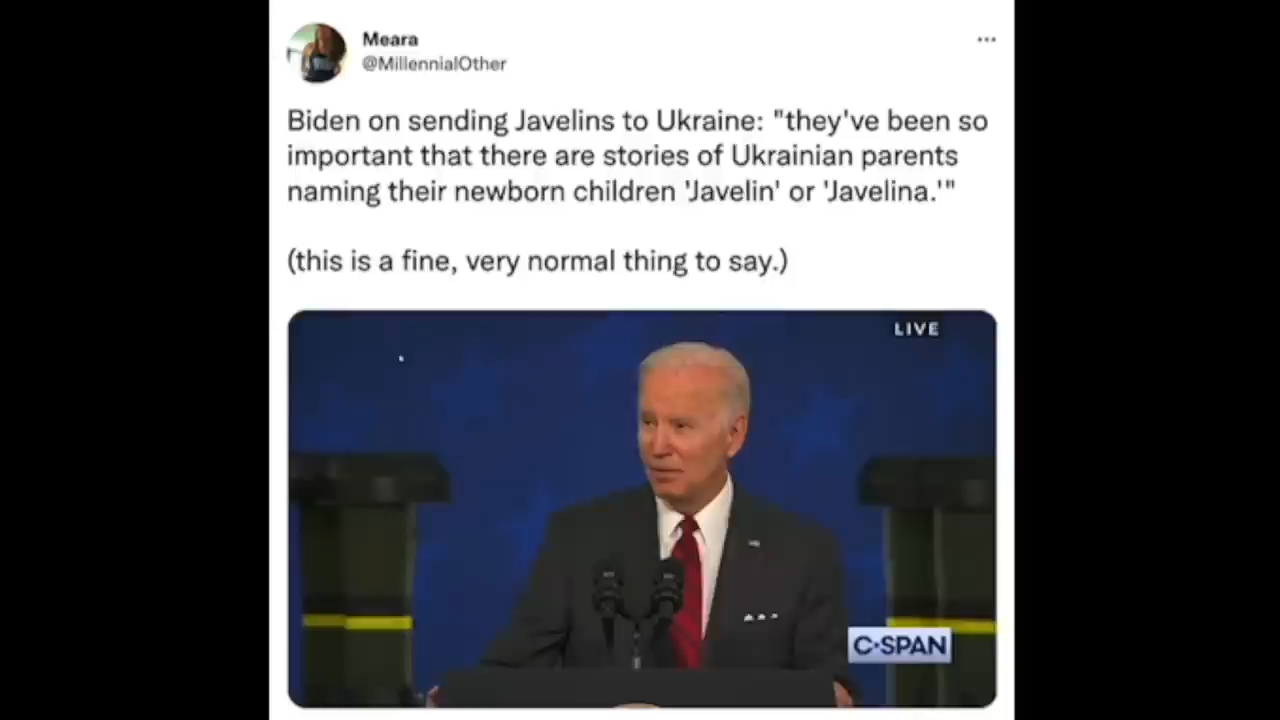 Meara
@MillennialOther
Biden on sending Javelins to Ukraine: "they've been so
important that there are stories of Ukrainian parents
naming their newborn children 'Javelin' or 'Javelina.'"
(this is a fine, very normal thing to say.)
LIVE
C·SPAN